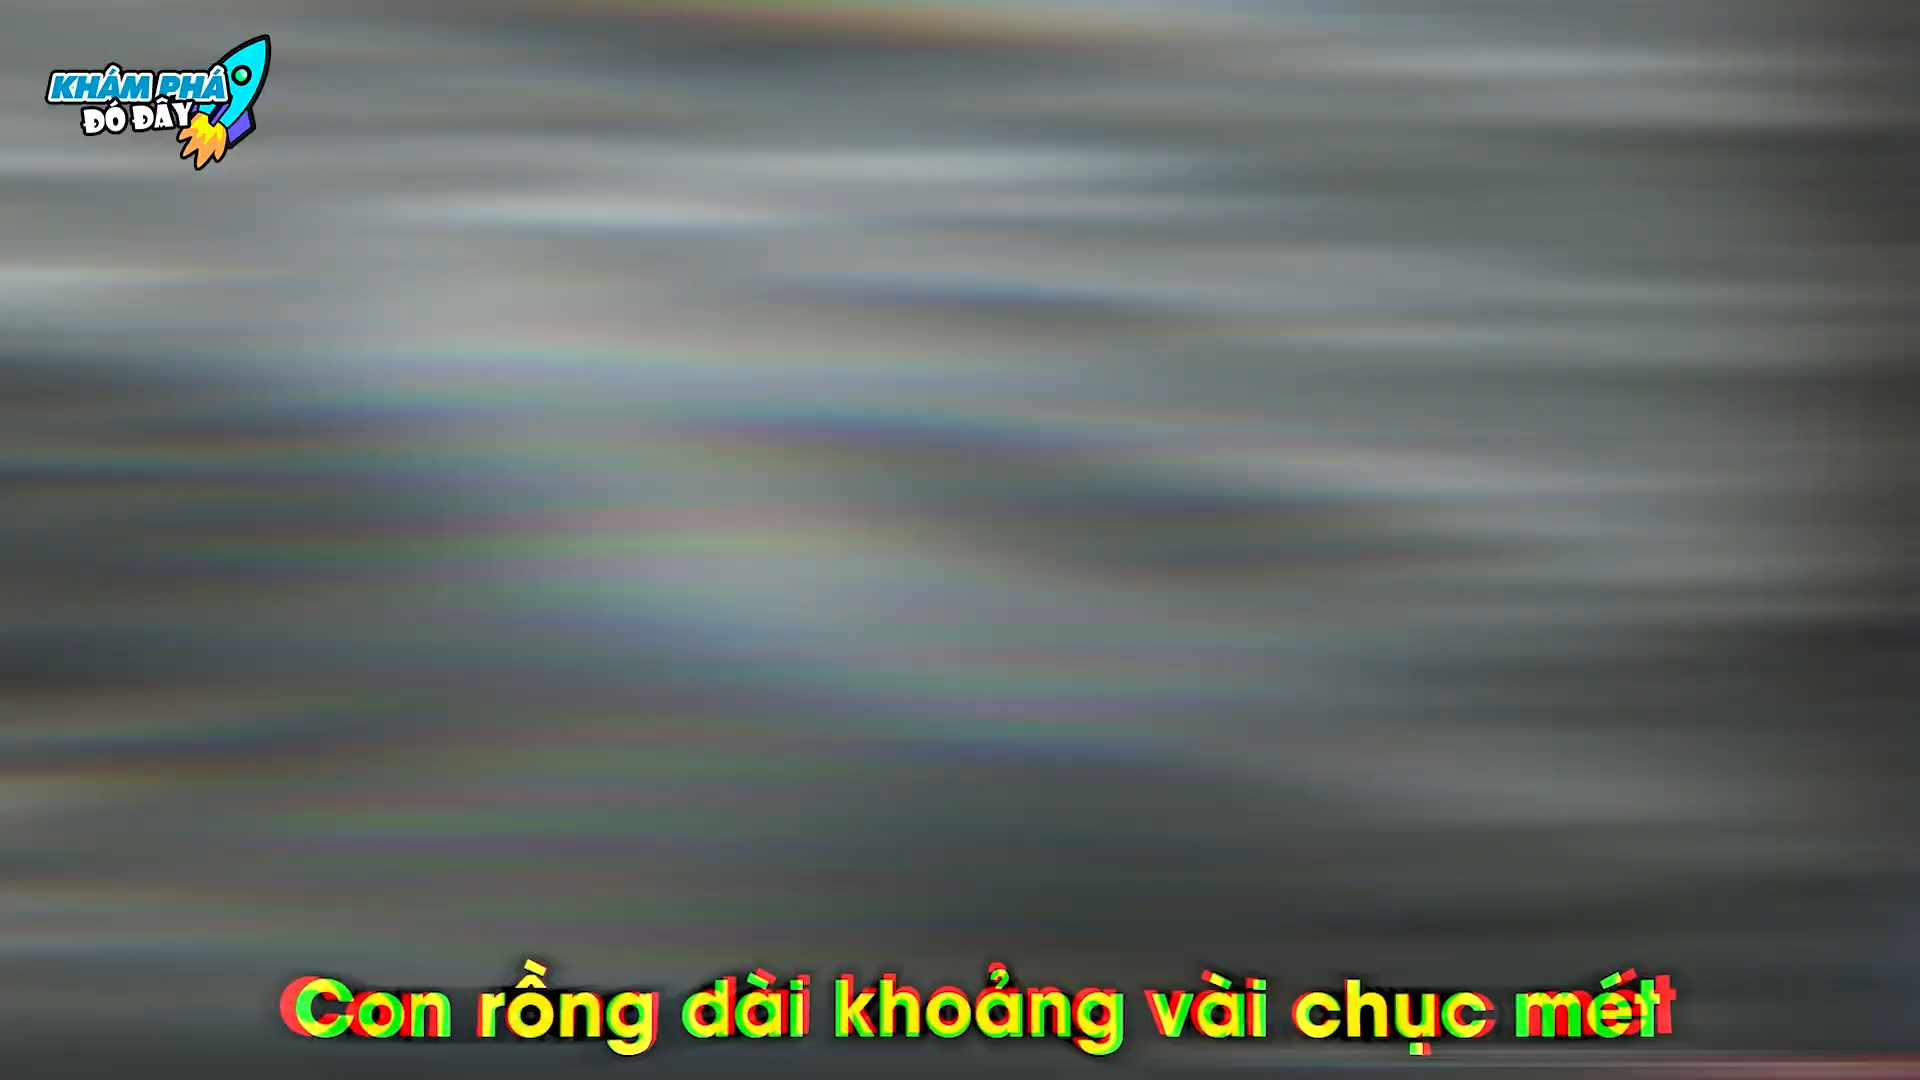 KHÁM PHÁ
ĐÓ ĐÂY
Con rồng dài khoảng vài chục mét